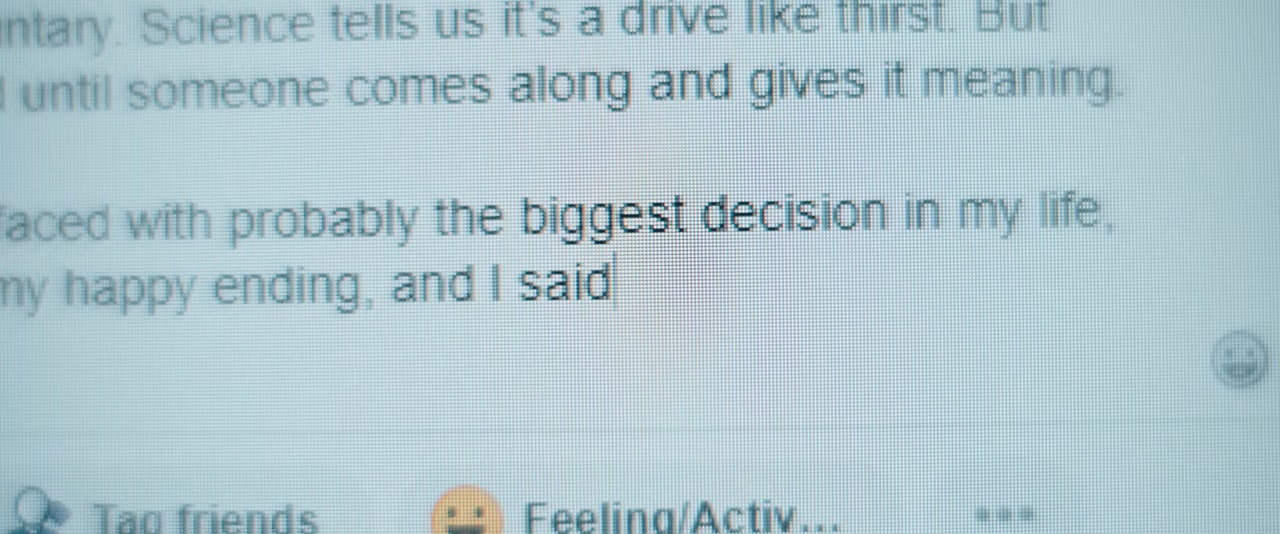 ntary. Science tells us it's a drive like thirst. But
until someone comes along and gives it meaning.
faced with probably the biggest decision in my life,
my happy ending, and I said
Tag friends
Feeling/Activ...